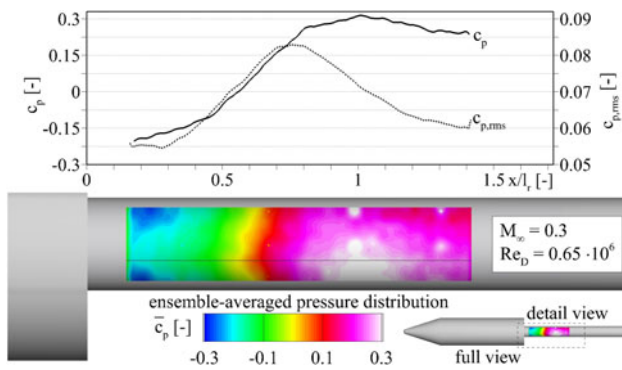 0.3
0.15
0
-0.15
-0.3
c_p [-]
0.09
0.08
0.07
0.06
0.05
c_p,rms [-]
c_p
c_p,rms
0 0.5 1.0 1.5 x/l_r [-]
M_∞ = 0.3
Re_D = 0.65 ·10^6
ensemble-averaged pressure distribution
c̅_p [-]
-0.3 -0.1 0.1 0.3
detail view
full view